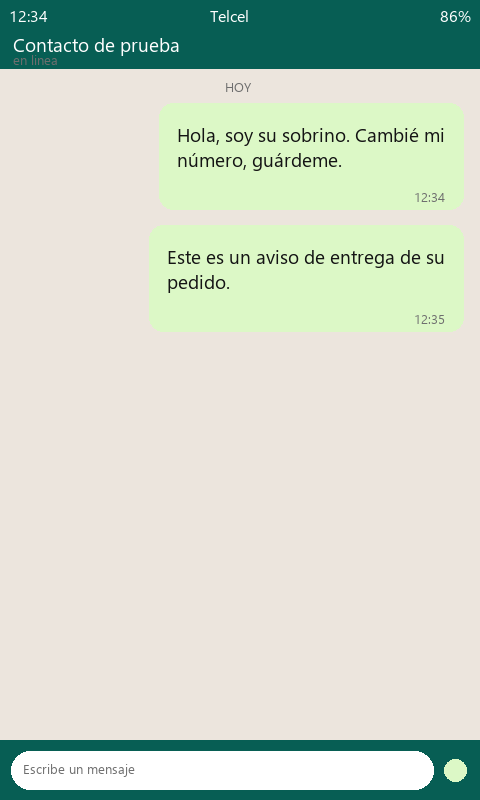 12:34 Telcel 86%
Contacto de prueba
en linea
HOY
Hola, soy su sobrino. Cambié mi
número, guárdeme.
12:34
Este es un aviso de entrega de su
pedido.
12:35
Escribe un mensaje